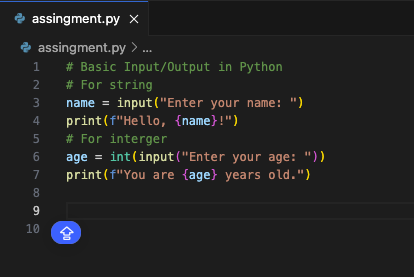 assingment.py ×
assingment.py > ...
1 # Basic Input/Output in Python
2 # For string
3 name = input("Enter your name: ")
4 print(f"Hello, {name}!")
5 # For interger
6 age = int(input("Enter your age: "))
7 print(f"You are {age} years old.")
8
9
10